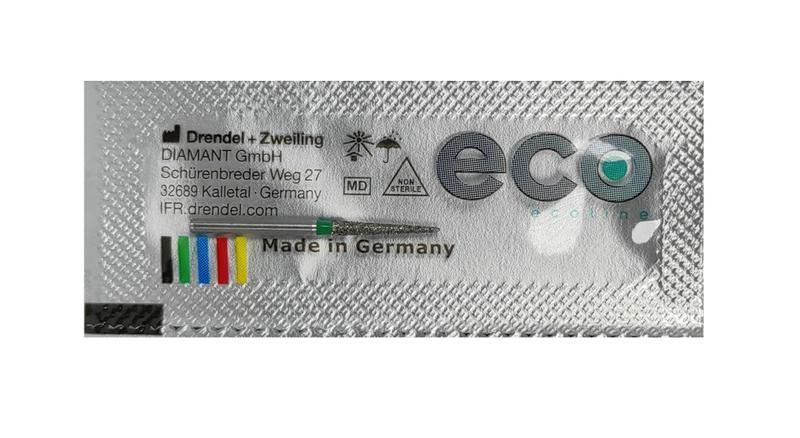 Drendel + Zweiling
DIAMANT GmbH
Schürenbreder Weg 27
32689 Kalletal · Germany
IFR.drendel.com
MD
NON
STERILE
eco
ecoline
Made in Germany